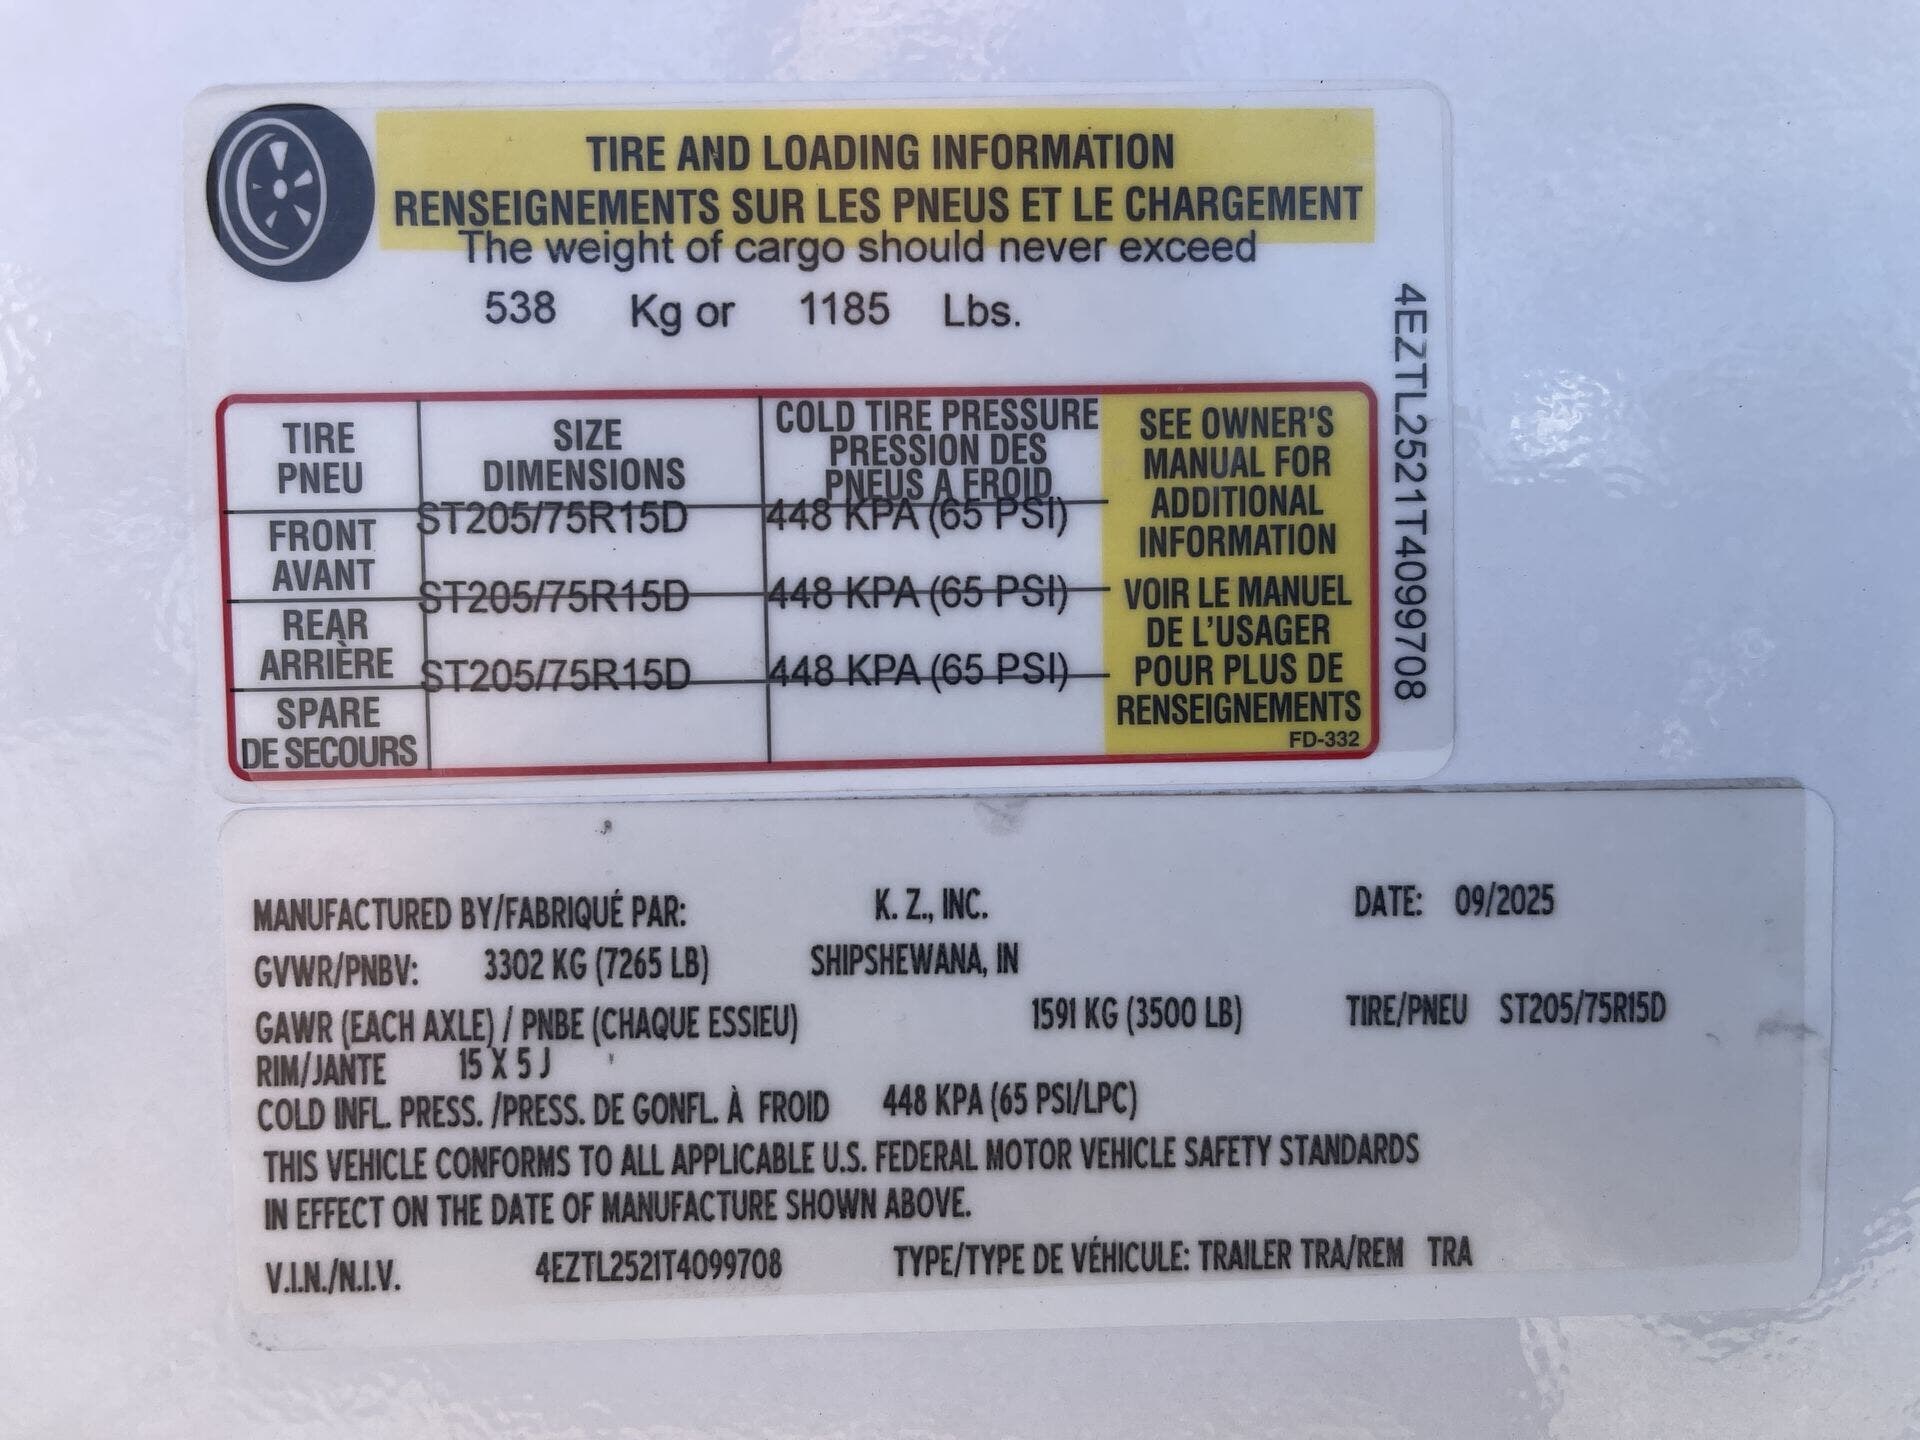 TIRE AND LOADING INFORMATION
RENSEIGNEMENTS SUR LES PNEUS ET LE CHARGEMENT
The weight of cargo should never exceed
538 Kg or 1185 Lbs.
TIRE
PNEU
SIZE
DIMENSIONS
COLD TIRE PRESSURE
PRESSION DES
PNEUS A FROID
FRONT
AVANT
ST205/75R15D 448 KPA (65 PSI)
REAR
ARRIÈRE
ST205/75R15D 448 KPA (65 PSI)
SPARE
DE SECOURS
ST205/75R15D 448 KPA (65 PSI)
SEE OWNER'S
MANUAL FOR
ADDITIONAL
INFORMATION
VOIR LE MANUEL
DE L'USAGER
POUR PLUS DE
RENSEIGNEMENTS
FD-332
4EZTL2521T4099708
MANUFACTURED BY/FABRIQUÉ PAR: K. Z., INC. DATE: 09/2025
GVWR/PNBV: 3302 KG (7265 LB) SHIPSHEWANA, IN
GAWR (EACH AXLE) / PNBE (CHAQUE ESSIEU) 1591 KG (3500 LB) TIRE/PNEU ST205/75R15D
RIM/JANTE 15 X 5 J
COLD INFL. PRESS. /PRESS. DE GONFL. À FROID 448 KPA (65 PSI/LPC)
THIS VEHICLE CONFORMS TO ALL APPLICABLE U.S. FEDERAL MOTOR VEHICLE SAFETY STANDARDS
IN EFFECT ON THE DATE OF MANUFACTURE SHOWN ABOVE.
V.I.N./N.I.V. 4EZTL2521T4099708 TYPE/TYPE DE VÉHICULE: TRAILER TRA/REM TRA